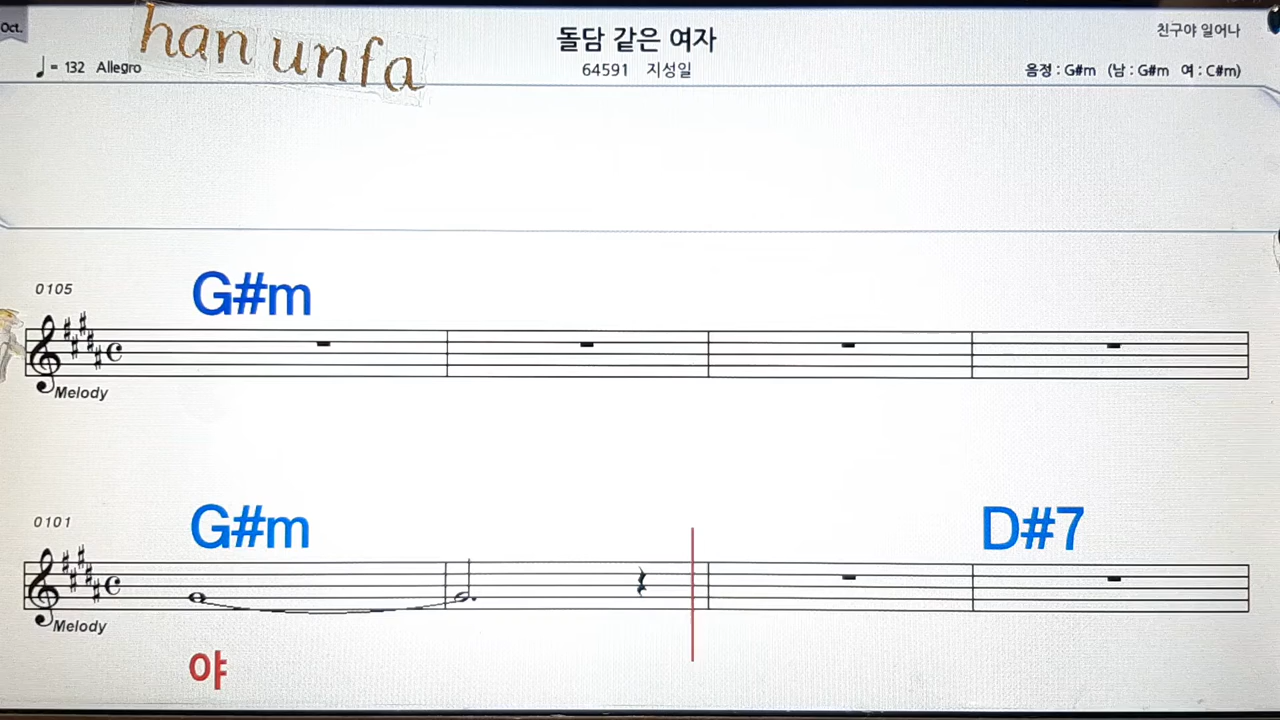 Oct.
han unfa
돌담 같은 여자
친구야 일어나
♩ = 132 Allegro
64591 지성일
음정 : G#m (남 : G#m 여 : C#m)
0105
G#m
Melody
0101
G#m
D#7
Melody
야